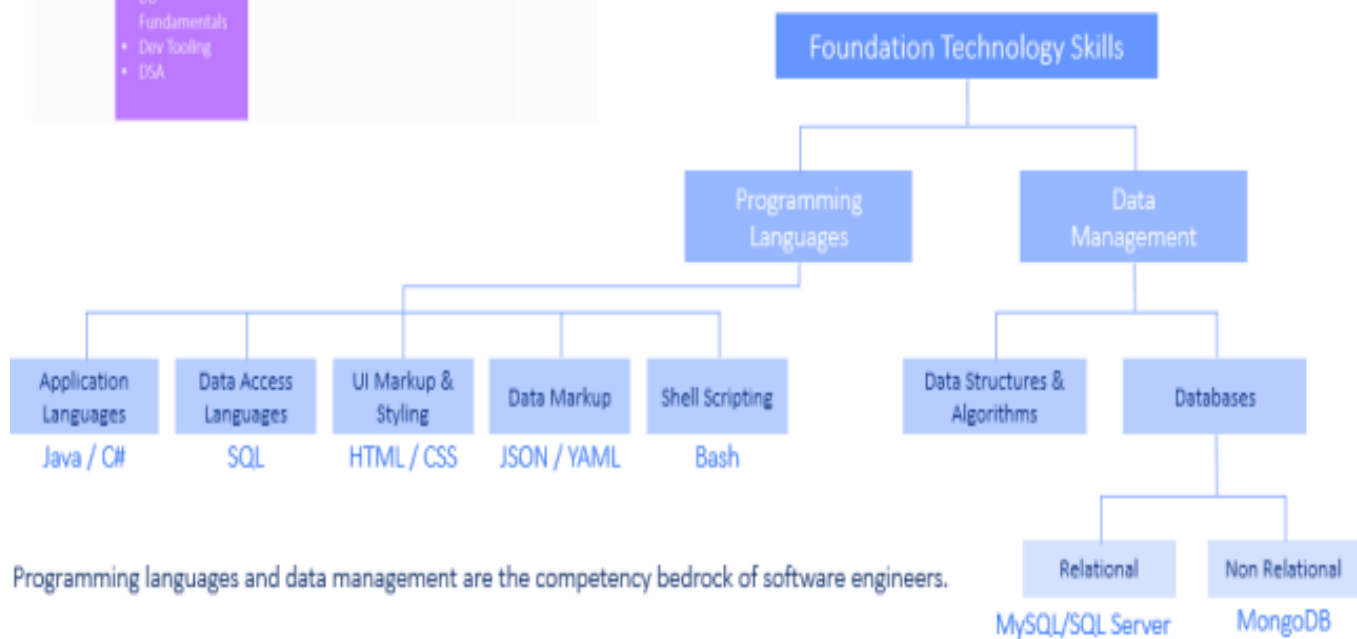 Fundamentals
• Dev Tooling
• DSA
Foundation Technology Skills
Programming
Languages
Data
Management
Application
Languages
Data Access
Languages
UI Markup &
Styling
Data Markup
Shell Scripting
Data Structures &
Algorithms
Databases
Java / C#
SQL
HTML / CSS
JSON / YAML
Bash
Relational
Non Relational
Programming languages and data management are the competency bedrock of software engineers.
MySQL/SQL Server
MongoDB